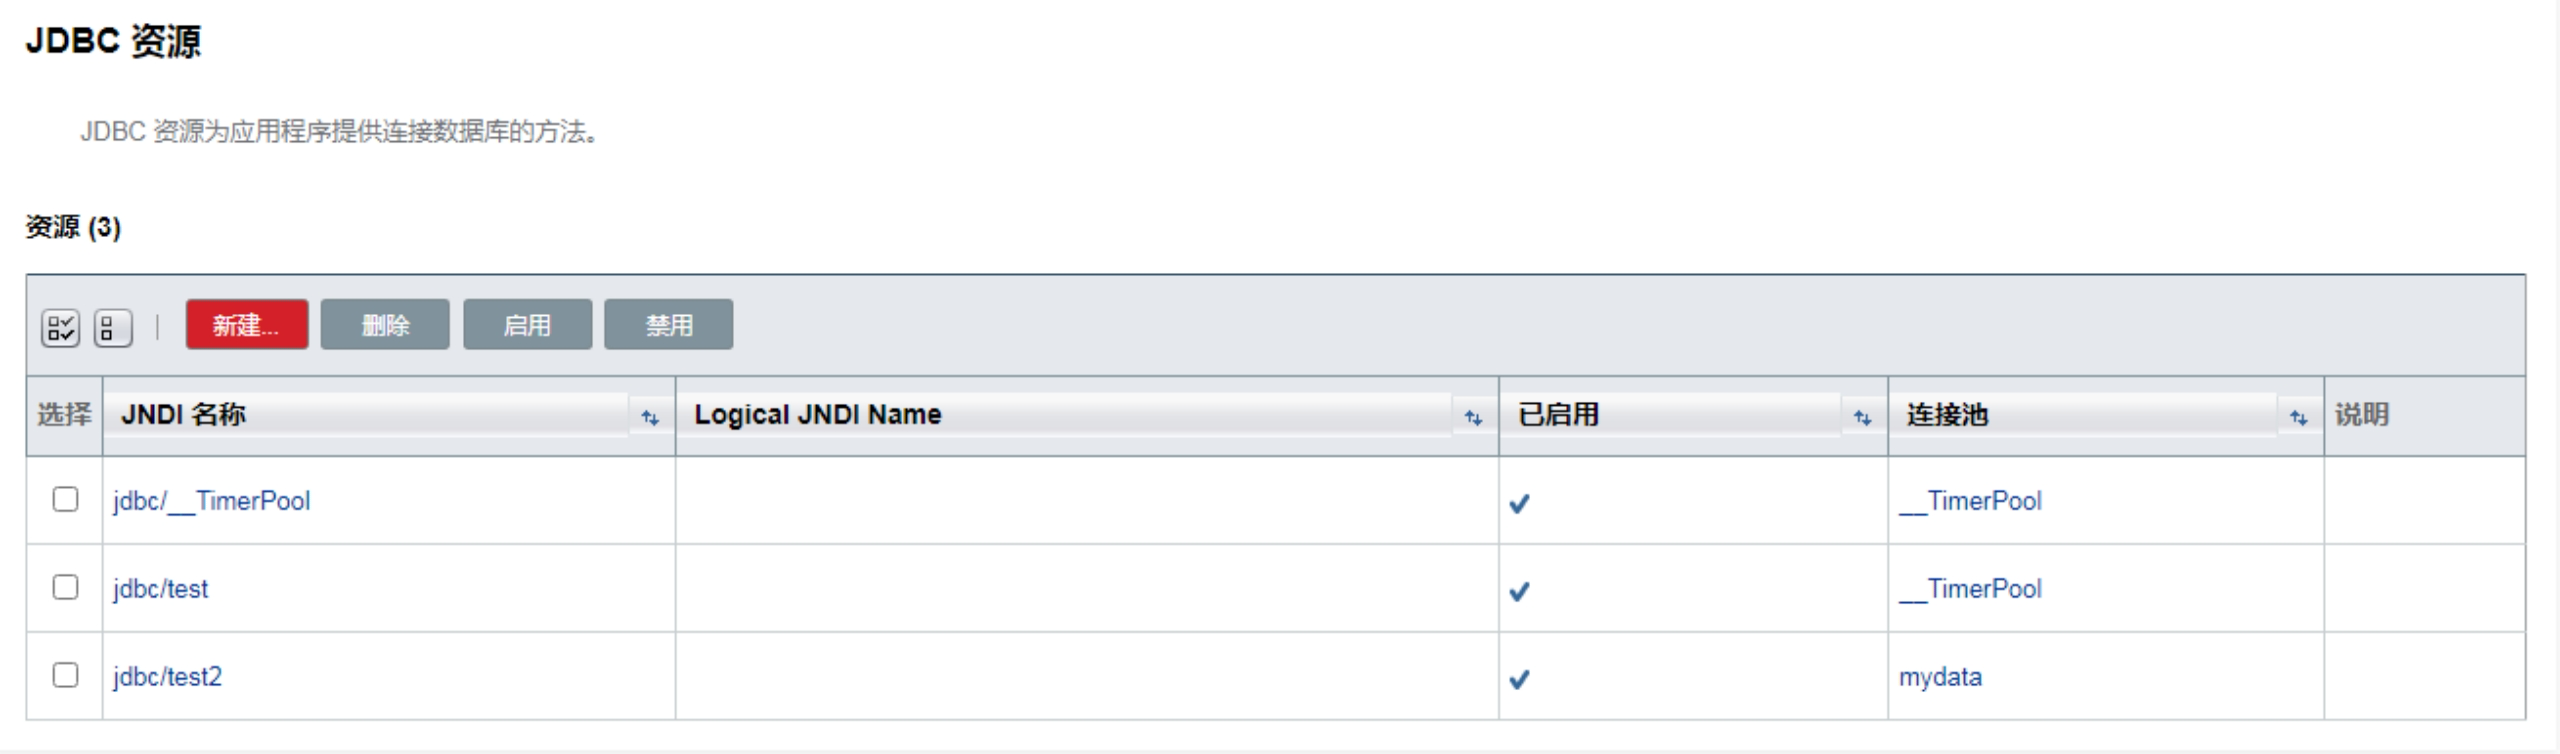 JDBC 资源
JDBC 资源为应用程序提供连接数据库的方法。
资源 (3)
新建... 删除 启用 禁用
选择 JNDI 名称 Logical JNDI Name 已启用 连接池 说明
jdbc/__TimerPool __TimerPool
jdbc/test __TimerPool
jdbc/test2 mydata